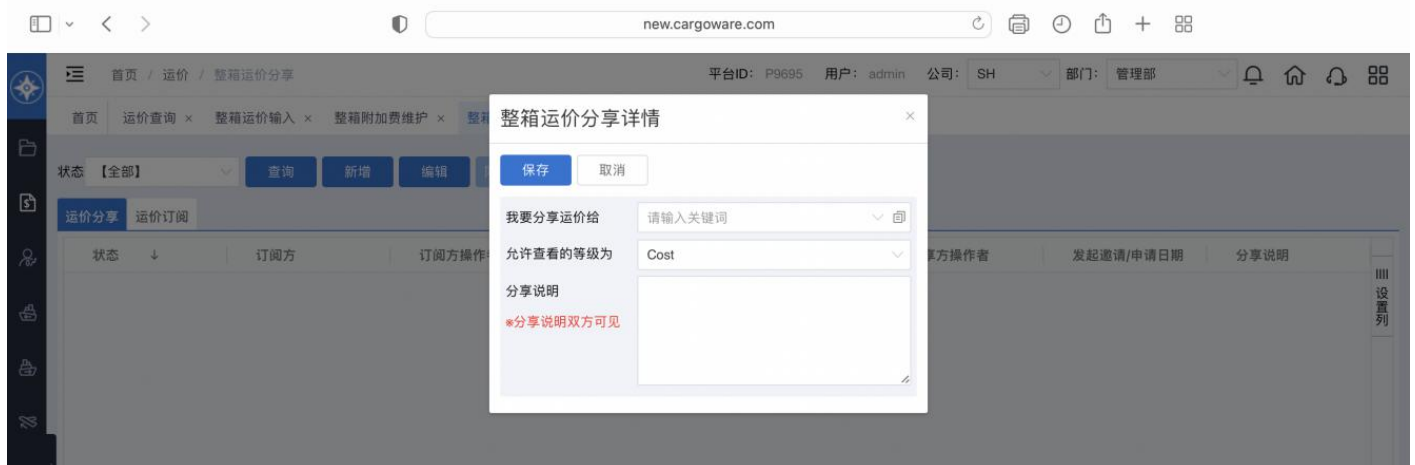 new.cargoware.com
首页 / 运价 / 整箱运价分享
平台ID: P9695 用户: admin 公司: SH 部门: 管理部
首页 运价查询 × 整箱运价输入 × 整箱附加费维护 ×
整箱运价分享详情 ×
状态 【全部】 查询 新增 编辑
保存 取消
运价分享 运价订阅
我要分享运价给 请输入关键词
允许查看的等级为 Cost
状态 ↓ 订阅方 订阅方操作 享方操作者 发起邀请/申请日期 分享说明
分享说明
※分享说明双方可见
设置列